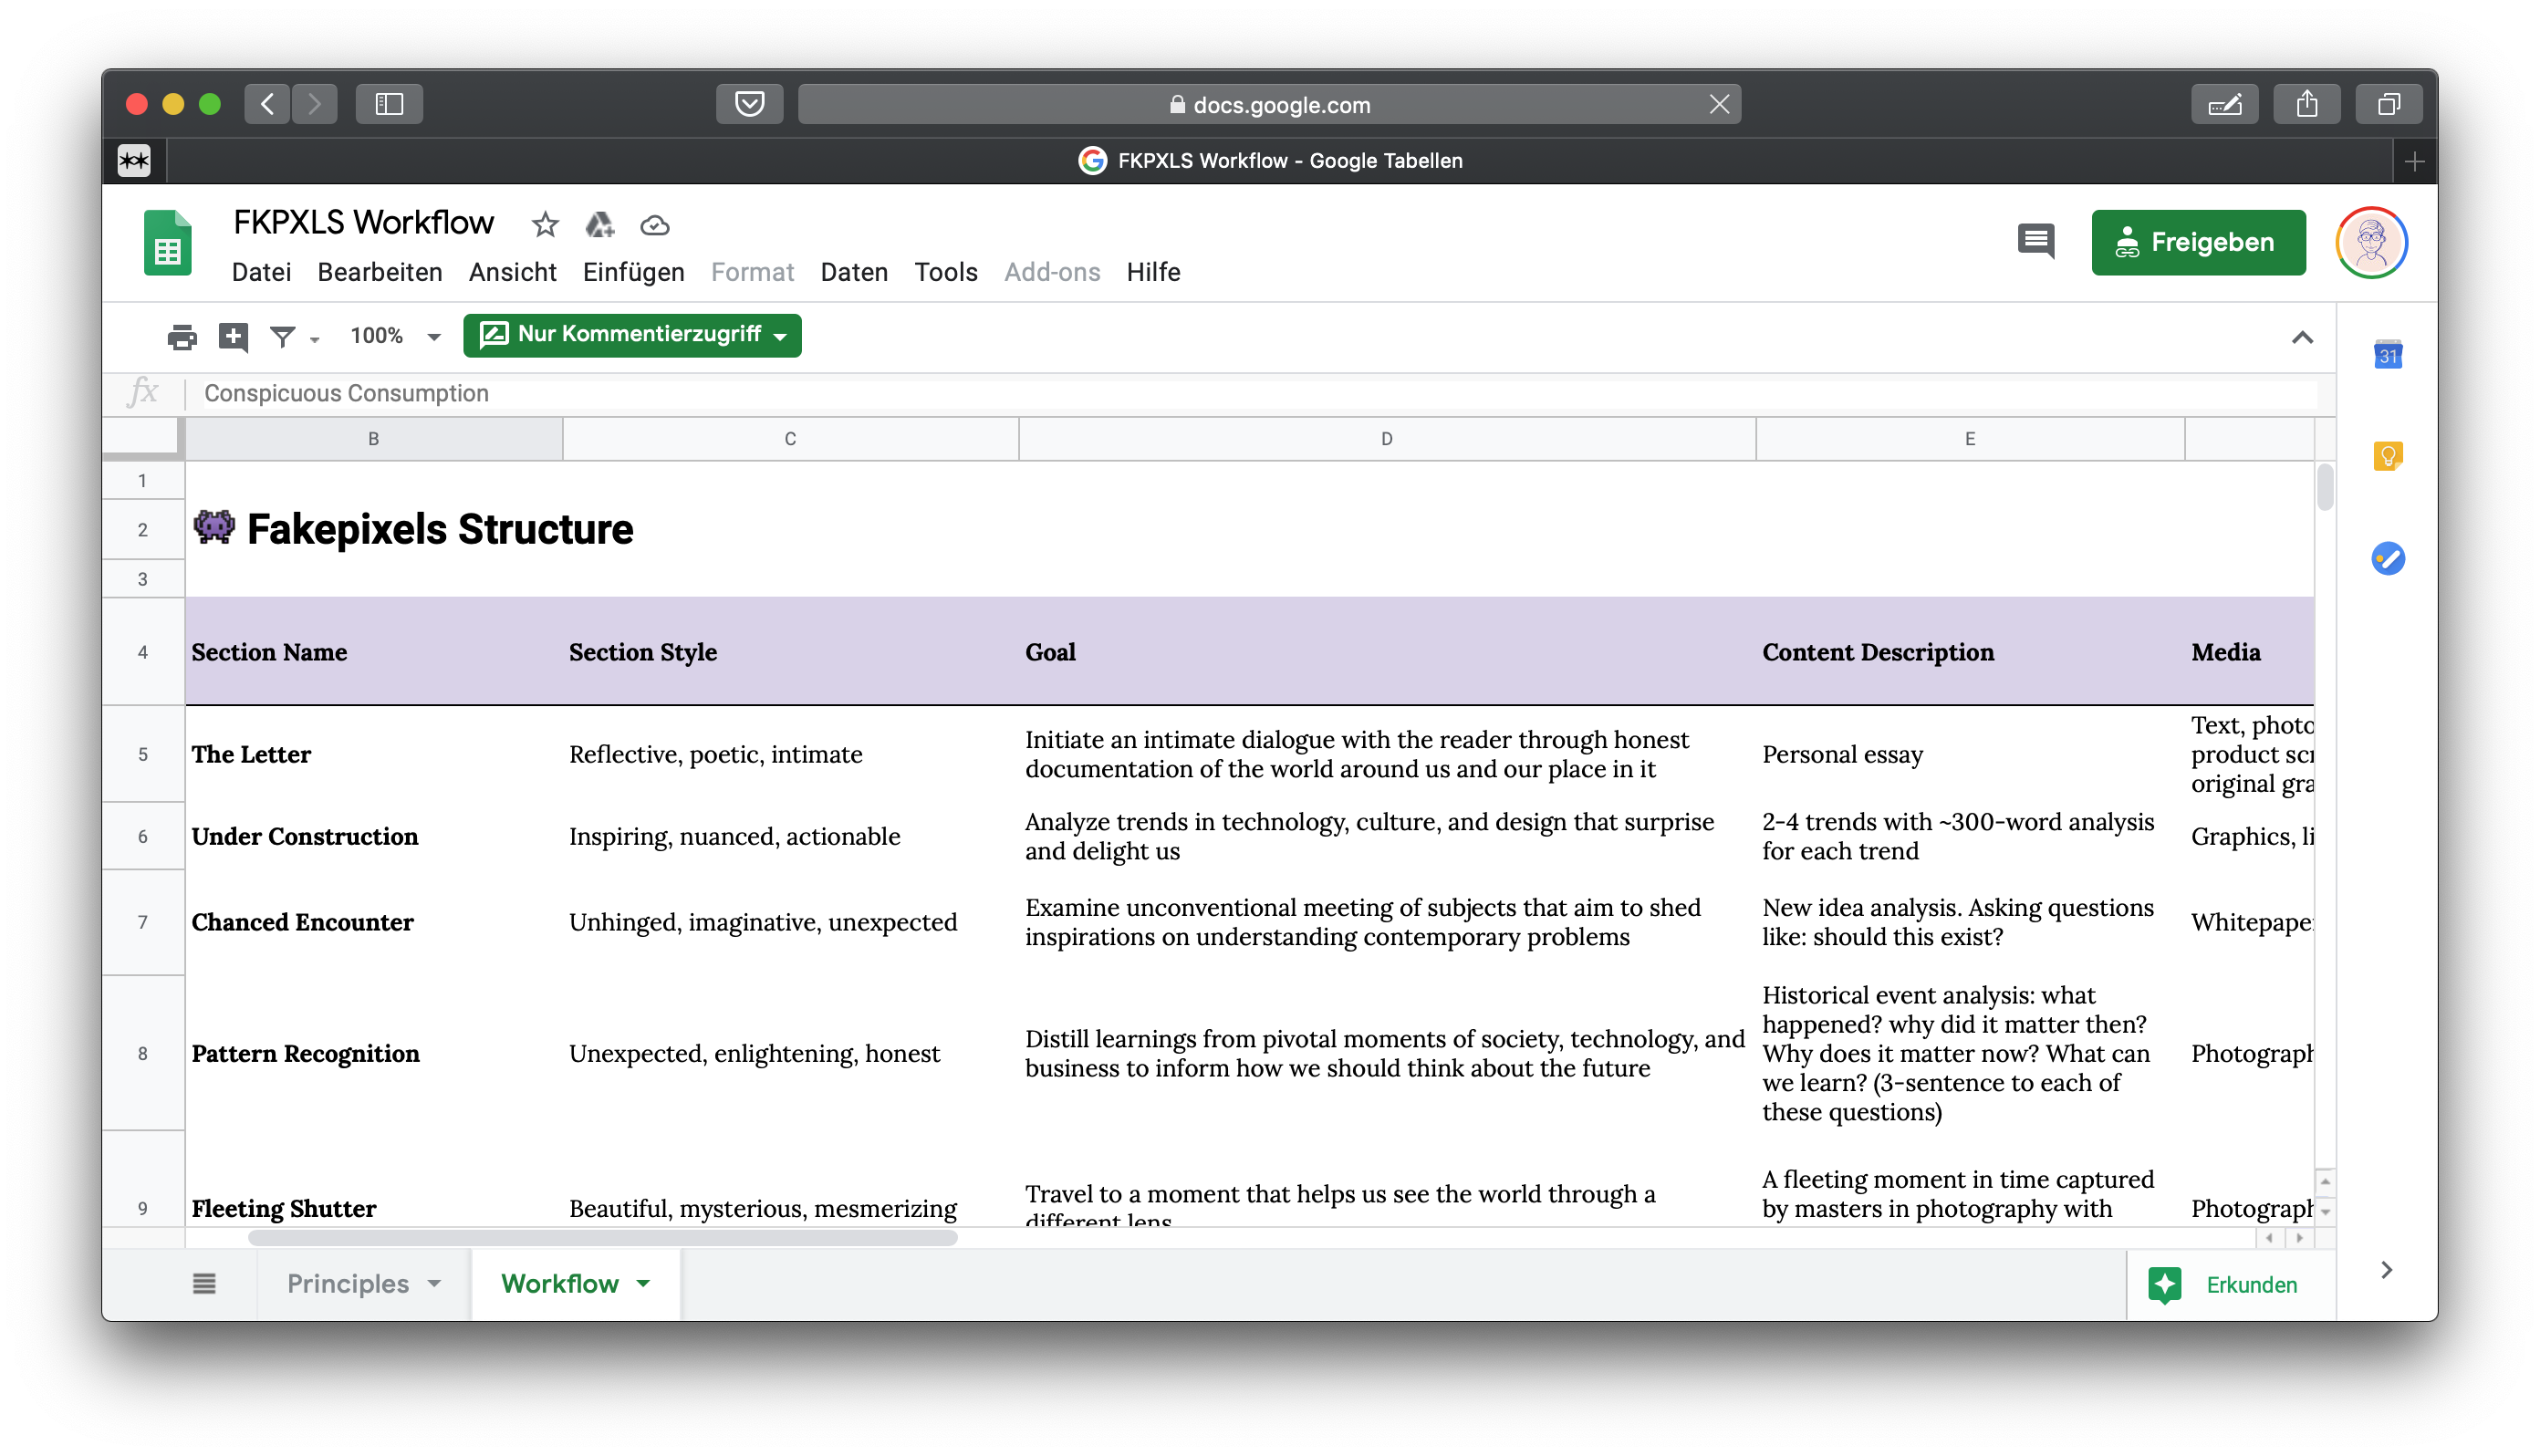 docs.google.com
FKPXLS Workflow - Google Tabellen
FKPXLS Workflow
Datei Bearbeiten Ansicht Einfügen Format Daten Tools Add-ons Hilfe
Freigeben
100%
Nur Kommentierzugriff
31
fx Conspicuous Consumption
B C D E
1
2 👾 Fakepixels Structure
3
4 Section Name Section Style Goal Content Description Media
5 The Letter
Reflective, poetic, intimate
Initiate an intimate dialogue with the reader through honest
documentation of the world around us and our place in it
Personal essay
Text, photo
product scr
original gra
6 Under Construction
Inspiring, nuanced, actionable
Analyze trends in technology, culture, and design that surprise
and delight us
2-4 trends with ~300-word analysis
for each trend
Graphics, li
7 Chanced Encounter
Unhinged, imaginative, unexpected
Examine unconventional meeting of subjects that aim to shed
inspirations on understanding contemporary problems
New idea analysis. Asking questions
like: should this exist?
Whitepape
8 Pattern Recognition
Unexpected, enlightening, honest
Distill learnings from pivotal moments of society, technology, and
business to inform how we should think about the future
Historical event analysis: what
happened? why did it matter then?
Why does it matter now? What can
we learn? (3-sentence to each of
these questions)
Photograph
9 Fleeting Shutter
Beautiful, mysterious, mesmerizing
Travel to a moment that helps us see the world through a
different lens
A fleeting moment in time captured
by masters in photography with
Photograph
Principles Workflow
Erkunden